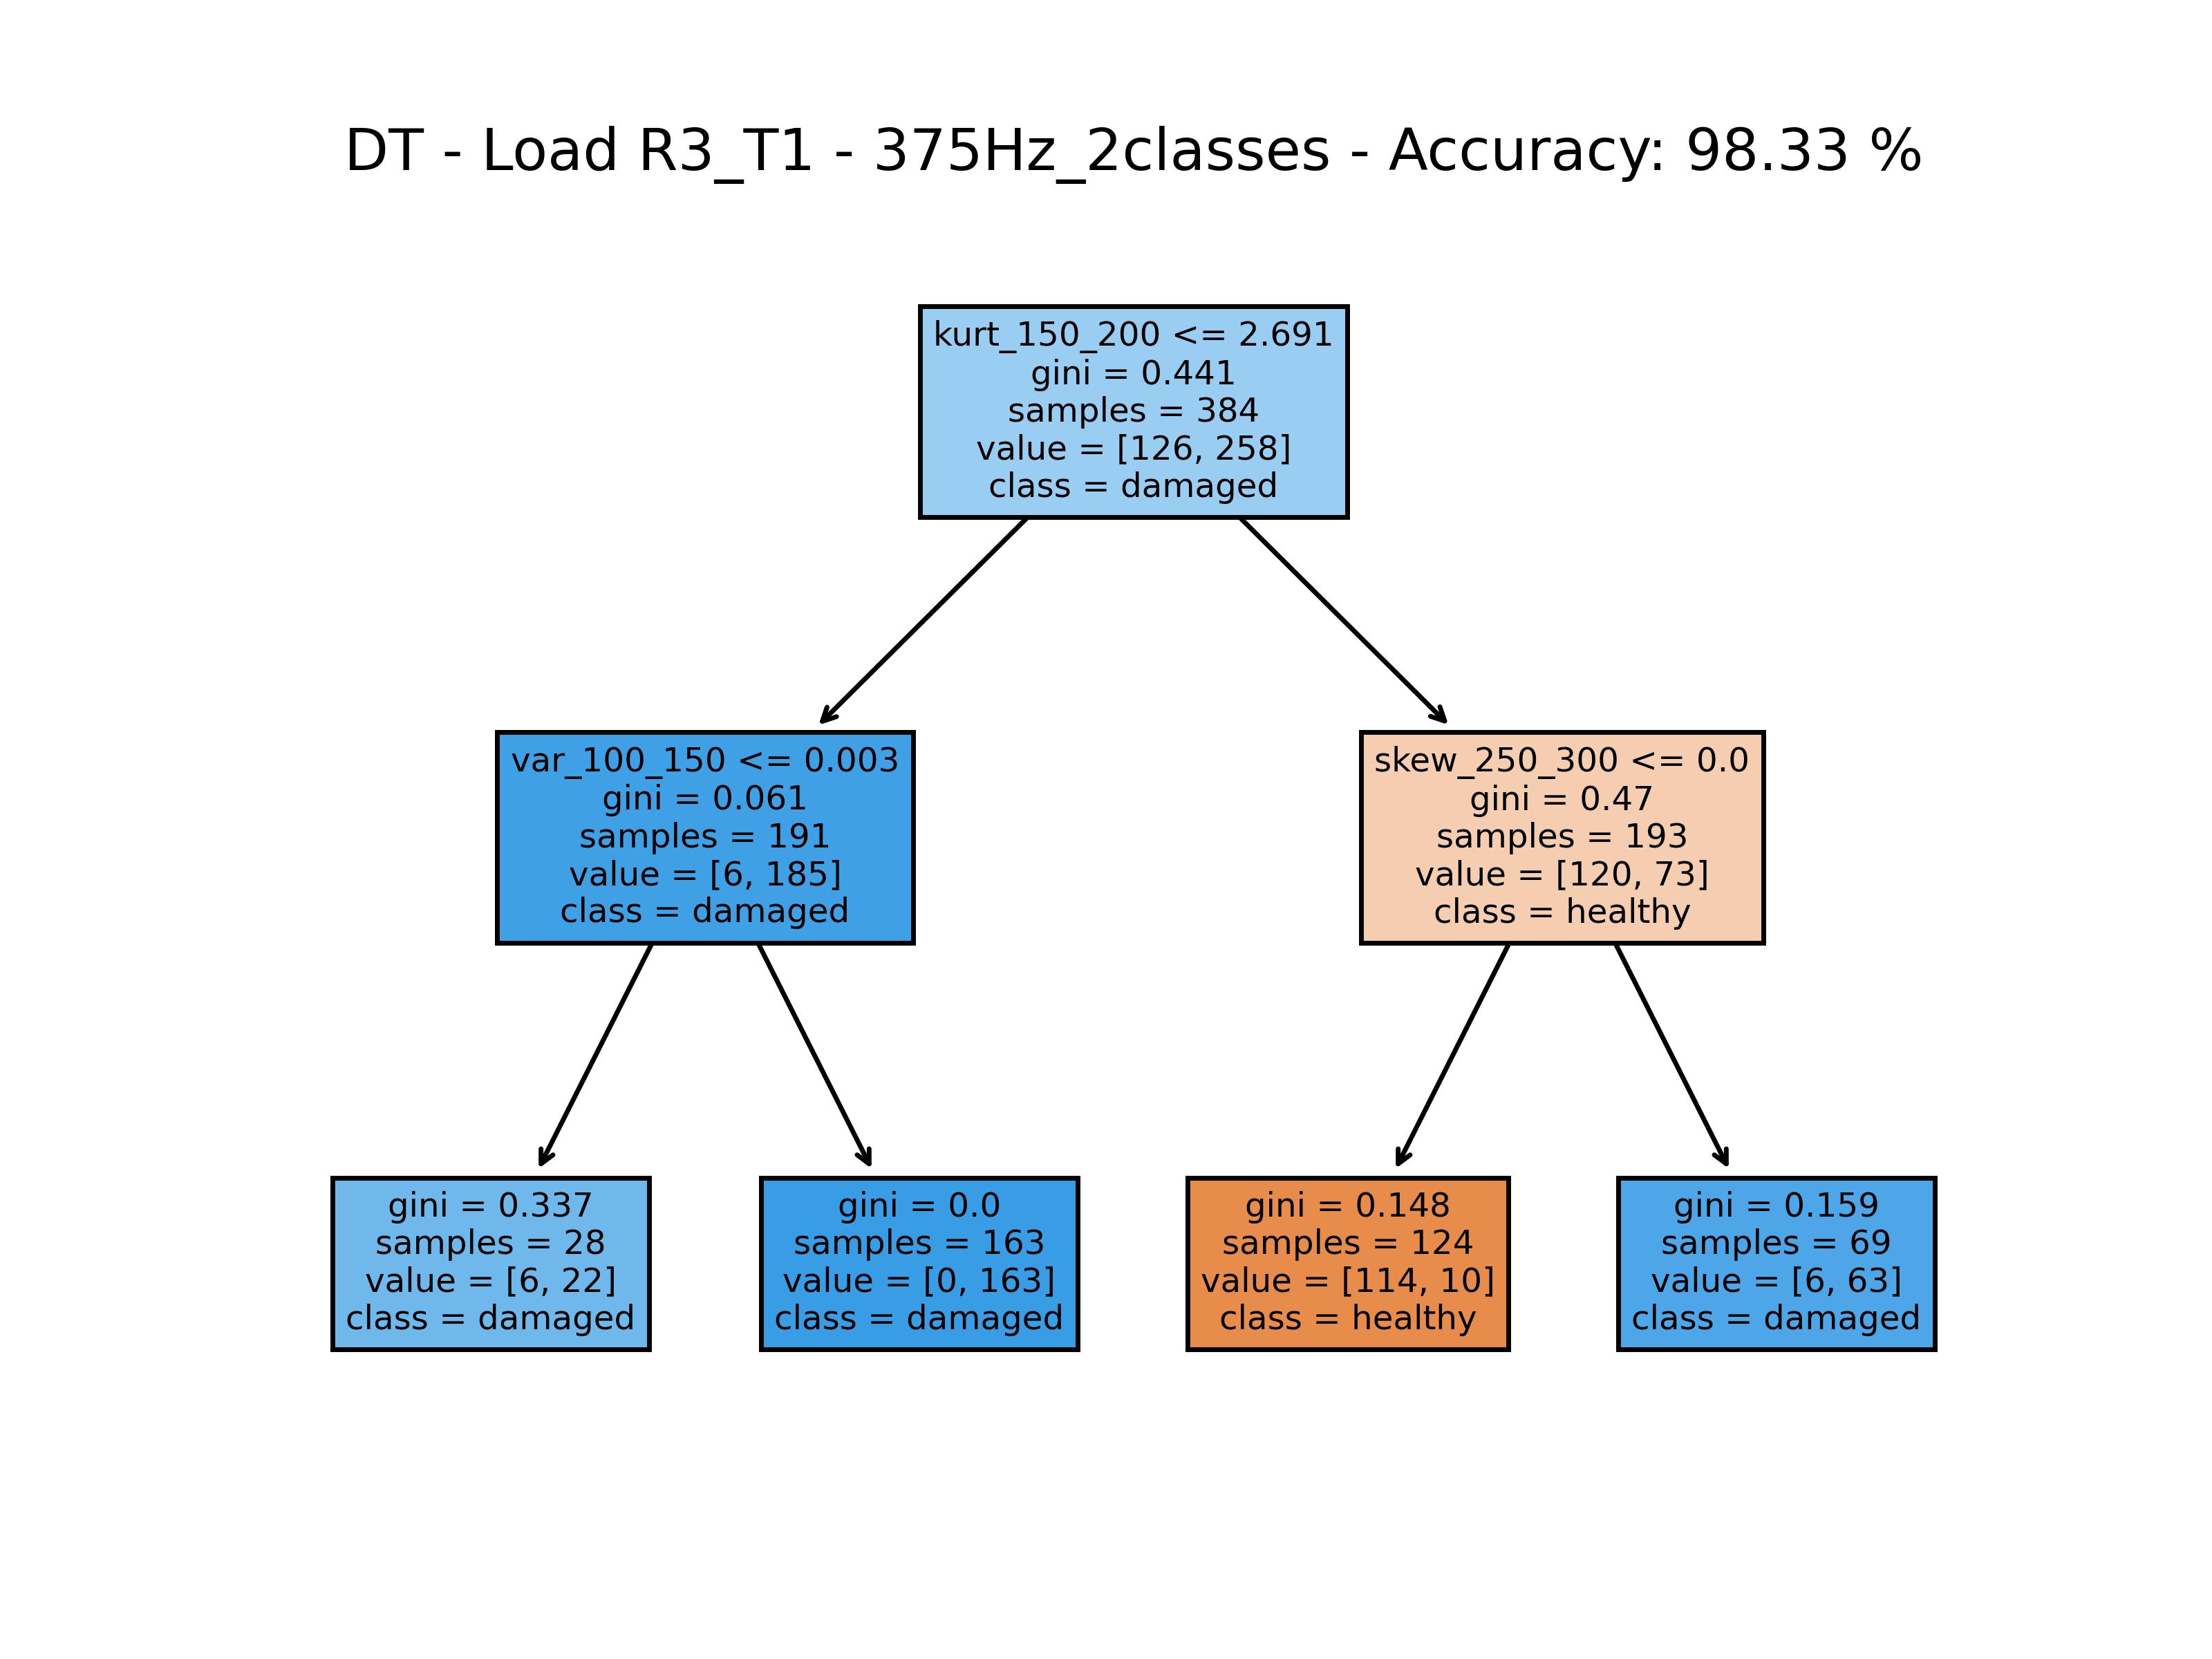 DT - Load R3_T1 - 375Hz_2classes - Accuracy: 98.33 %
kurt_150_200 <= 2.691
gini = 0.441
samples = 384
value = [126, 258]
class = damaged
var_100_150 <= 0.003
gini = 0.061
samples = 191
value = [6, 185]
class = damaged
skew_250_300 <= 0.0
gini = 0.47
samples = 193
value = [120, 73]
class = healthy
gini = 0.337
samples = 28
value = [6, 22]
class = damaged
gini = 0.0
samples = 163
value = [0, 163]
class = damaged
gini = 0.148
samples = 124
value = [114, 10]
class = healthy
gini = 0.159
samples = 69
value = [6, 63]
class = damaged